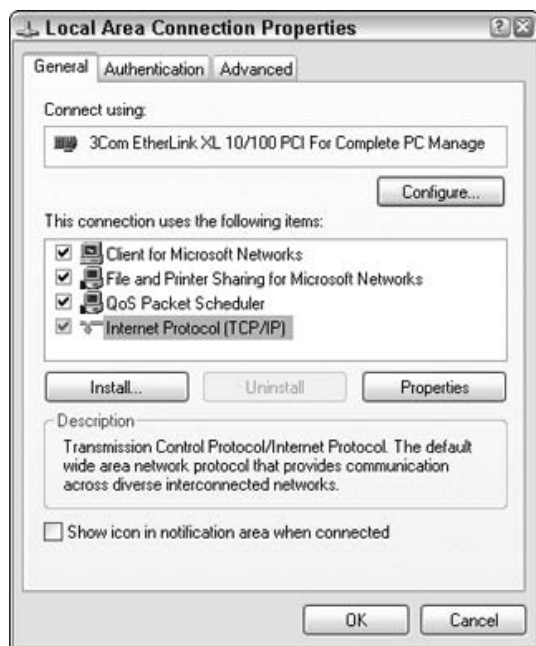 Local Area Connection Properties
General Authentication Advanced
Connect using:
3Com EtherLink XL 10/100 PCI For Complete PC Manage
Configure...
This connection uses the following items:
Client for Microsoft Networks
File and Printer Sharing for Microsoft Networks
QoS Packet Scheduler
Internet Protocol (TCP/IP)
Install... Uninstall Properties
Description
Transmission Control Protocol/Internet Protocol. The default
wide area network protocol that provides communication
across diverse interconnected networks.
Show icon in notification area when connected
OK Cancel